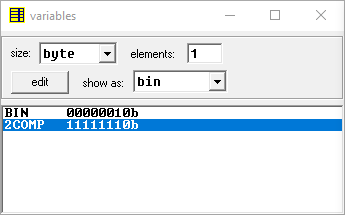 variables
size: byte elements: 1
edit show as: bin
BIN 00000010b
2COMP 11111110b